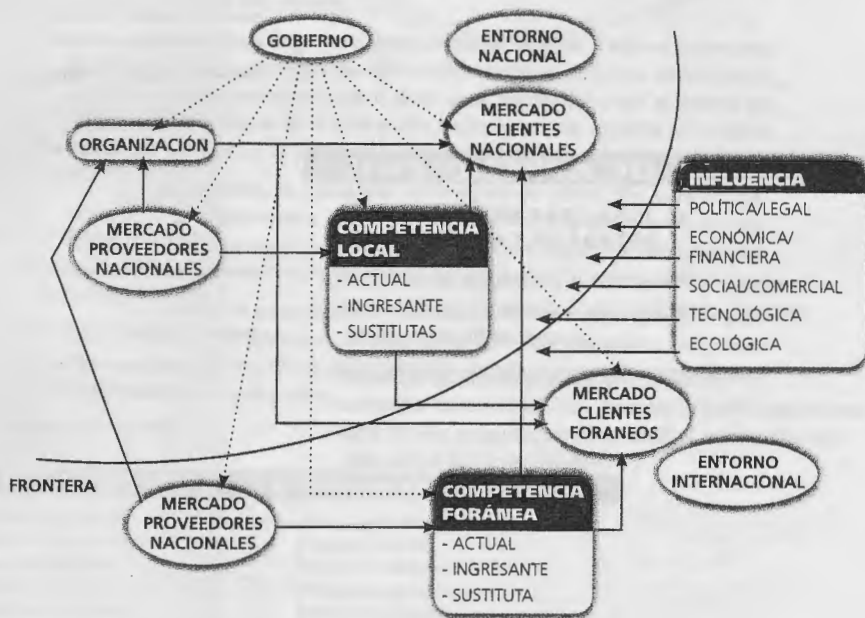 GOBIERNO
ENTORNO
NACIONAL
MERCADO
CLIENTES
NACIONALES
ORGANIZACIÓN
MERCADO
PROVEEDORES
NACIONALES
COMPETENCIA
LOCAL
- ACTUAL
- INGRESANTE
- SUSTITUTAS
INFLUENCIA
POLÍTICA/LEGAL
ECONÓMICA/
FINANCIERA
SOCIAL/COMERCIAL
TECNOLÓGICA
ECOLÓGICA
MERCADO
CLIENTES
FORANEOS
ENTORNO
INTERNACIONAL
FRONTERA
MERCADO
PROVEEDORES
NACIONALES
COMPETENCIA
FORÁNEA
- ACTUAL
- INGRESANTE
- SUSTITUTA